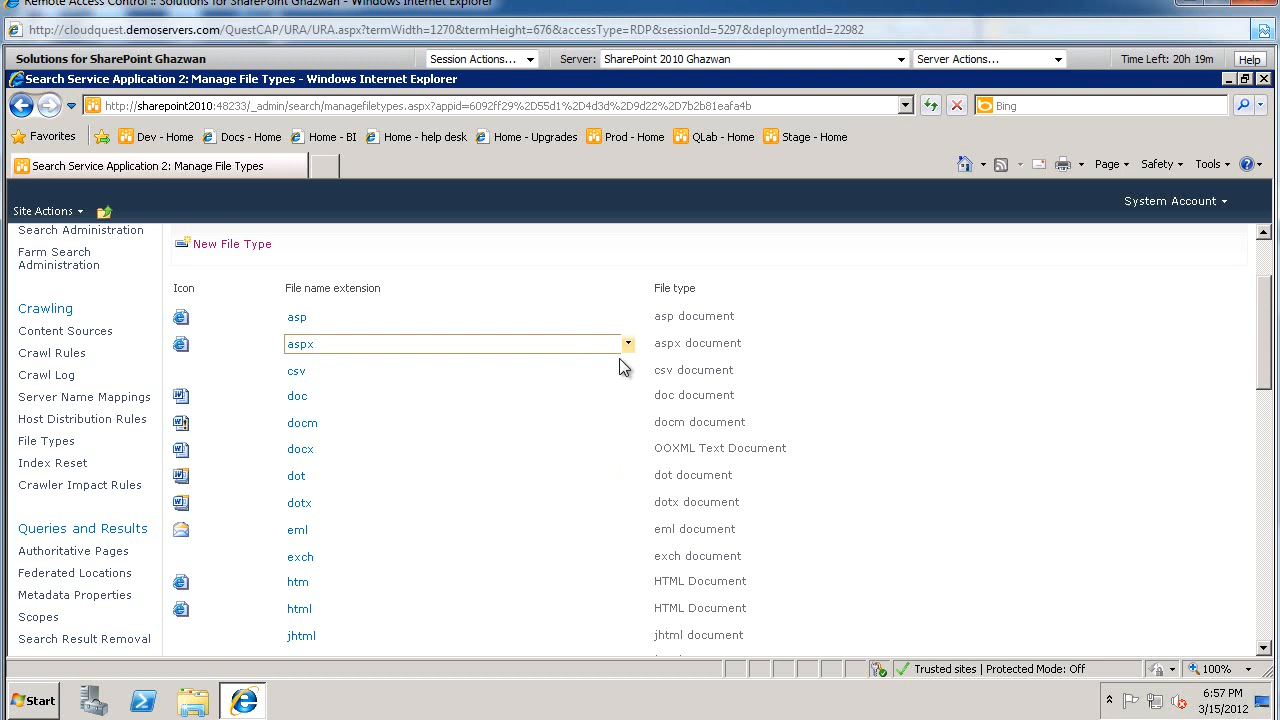 Remote Access Control :: Solutions for SharePoint Ghazwan - Windows Internet Explorer
http://cloudquest.demoservers.com/QuestCAP/URA/URA.aspx?termWidth=1270&termHeight=676&accessType=RDP&sessionId=5297&deploymentId=22982
Solutions for SharePoint Ghazwan Session Actions... Server: SharePoint 2010 Ghazwan Server Actions... Time Left: 20h 19m Help
Search Service Application 2: Manage File Types - Windows Internet Explorer
http://sharepoint2010:48233/_admin/search/managefiletypes.aspx?appid=6092ff29%2D55d1%2D4d3d%2D9d22%2D7b2b81eafa4b Bing
Favorites Dev - Home Docs - Home Home - BI Home - help desk Home - Upgrades Prod - Home QLab - Home Stage - Home
Search Service Application 2: Manage File Types Page Safety Tools
Site Actions System Account
Search Administration
New File Type
Farm Search
Administration
Icon File name extension File type
Crawling asp asp document
Content Sources
aspx aspx document
Crawl Rules
Crawl Log csv csv document
Server Name Mappings doc doc document
Host Distribution Rules docm docm document
File Types docx OOXML Text Document
Index Reset
dot dot document
Crawler Impact Rules
dotx dotx document
Queries and Results eml eml document
Authoritative Pages exch exch document
Federated Locations htm HTML Document
Metadata Properties
html HTML Document
Scopes
Search Result Removal jhtml jhtml document
Trusted sites | Protected Mode: Off 100%
Start 6:57 PM
3/15/2012